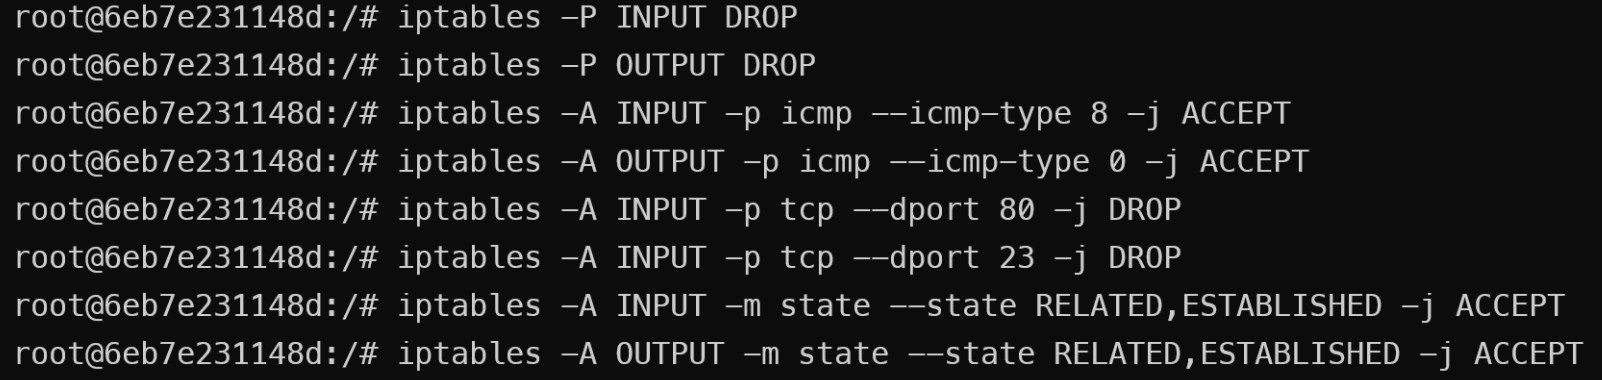 root@6eb7e231148d:/# iptables -P INPUT DROP
root@6eb7e231148d:/# iptables -P OUTPUT DROP
root@6eb7e231148d:/# iptables -A INPUT -p icmp --icmp-type 8 -j ACCEPT
root@6eb7e231148d:/# iptables -A OUTPUT -p icmp --icmp-type 0 -j ACCEPT
root@6eb7e231148d:/# iptables -A INPUT -p tcp --dport 80 -j DROP
root@6eb7e231148d:/# iptables -A INPUT -p tcp --dport 23 -j DROP
root@6eb7e231148d:/# iptables -A INPUT -m state --state RELATED,ESTABLISHED -j ACCEPT
root@6eb7e231148d:/# iptables -A OUTPUT -m state --state RELATED,ESTABLISHED -j ACCEPT